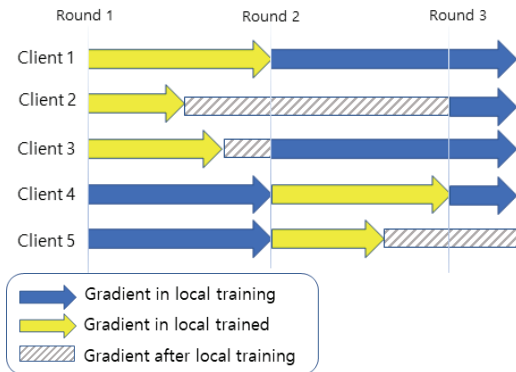 Round 1
Round 2
Round 3
Client 1
Client 2
Client 3
Client 4
Client 5
Gradient in local training
Gradient in local trained
Gradient after local training